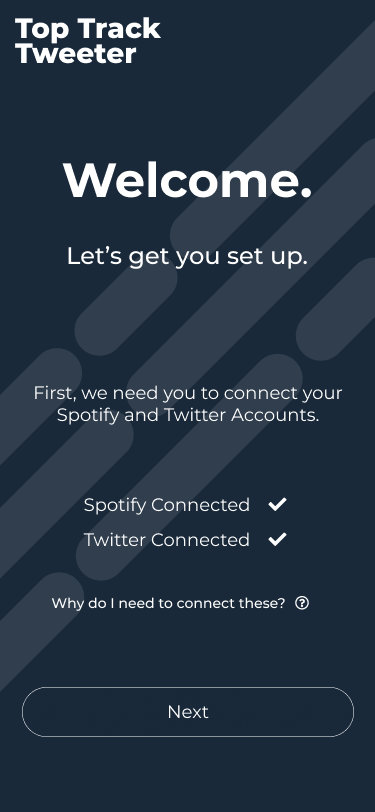 Top Track
Tweeter
Welcome.
Let’s get you set up.
First, we need you to connect your
Spotify and Twitter Accounts.
Spotify Connected
Twitter Connected
Why do I need to connect these?
Next